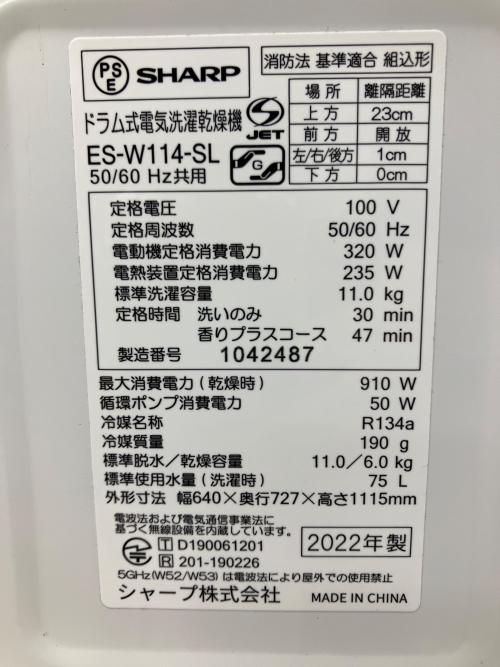 PSE SHARP
消防法 基準適合 組込形
場所 離隔距離
上方 23cm
前方 開放
左/右/後方 1cm
下方 0cm
ドラム式電気洗濯乾燥機
S JET
ES-W114-SL
G
50/60 Hz共用
定格電圧 100 V
定格周波数 50/60 Hz
電動機定格消費電力 320 W
電熱装置定格消費電力 235 W
標準洗濯容量 11.0 kg
定格時間 洗いのみ 30 min
香りプラスコース 47 min
製造番号 1042487
最大消費電力(乾燥時) 910 W
循環ポンプ消費電力 50 W
冷媒名称 R134a
冷媒質量 190 g
標準脱水/乾燥容量 11.0/6.0 kg
標準使用水量(洗濯時) 75 L
外形寸法 幅640×奥行727×高さ1115mm
電波法および電気通信事業法に
基づく無線設備を内蔵しています。
T D190061201
R 201-190226
2022年製
5GHz(W52/W53)は電波法により屋外での使用禁止
シャープ株式会社 MADE IN CHINA